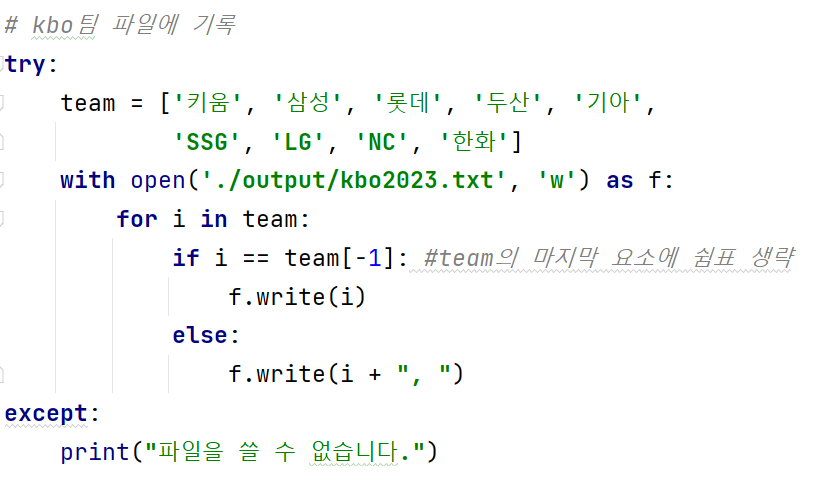 # kbo팀 파일에 기록
try:
    team = ['키움', '삼성', '롯데', '두산', '기아',
            'SSG', 'LG', 'NC', '한화']
    with open('./output/kbo2023.txt', 'w') as f:
        for i in team:
            if i == team[-1]: #team의 마지막 요소에 쉼표 생략
                f.write(i)
            else:
                f.write(i + ", ")
except:
    print("파일을 쓸 수 없습니다.")